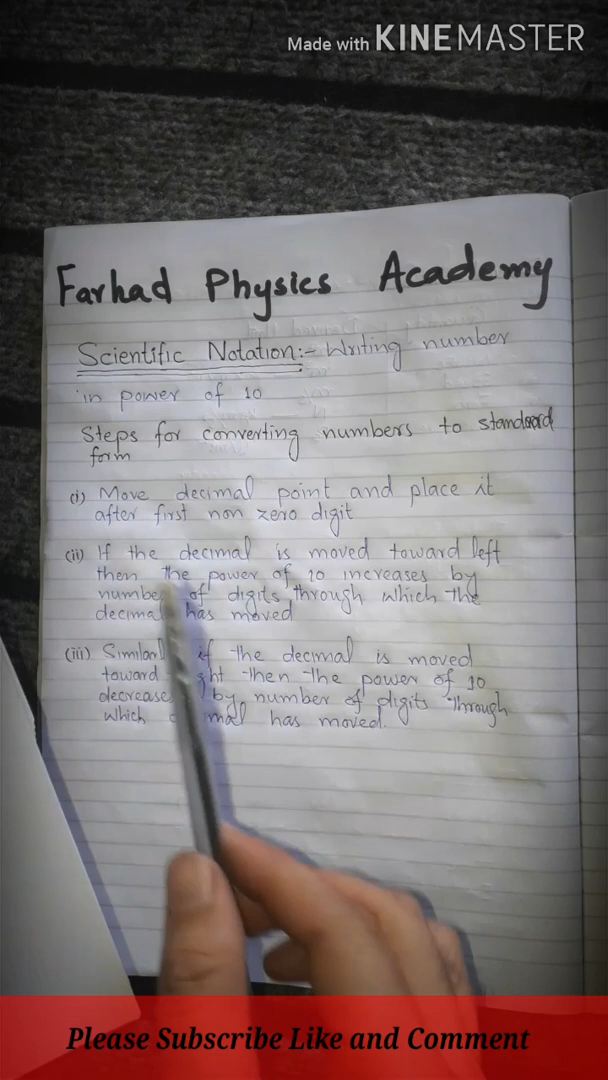 Made with KINEMASTER
Farhad Physics Academy
Scientific Notation:- Writing number
in power of 10
Steps for converting numbers to standard
form
(i) Move decimal point and place it
after first non zero digit
(ii) If the decimal is moved toward left
then the power of 10 increases by
number of digits through which the
decimal has moved
(iii) if the decimal is moved
toward then the power of 10
by number of digits through
which has moved.
Please Subscribe Like and Comment